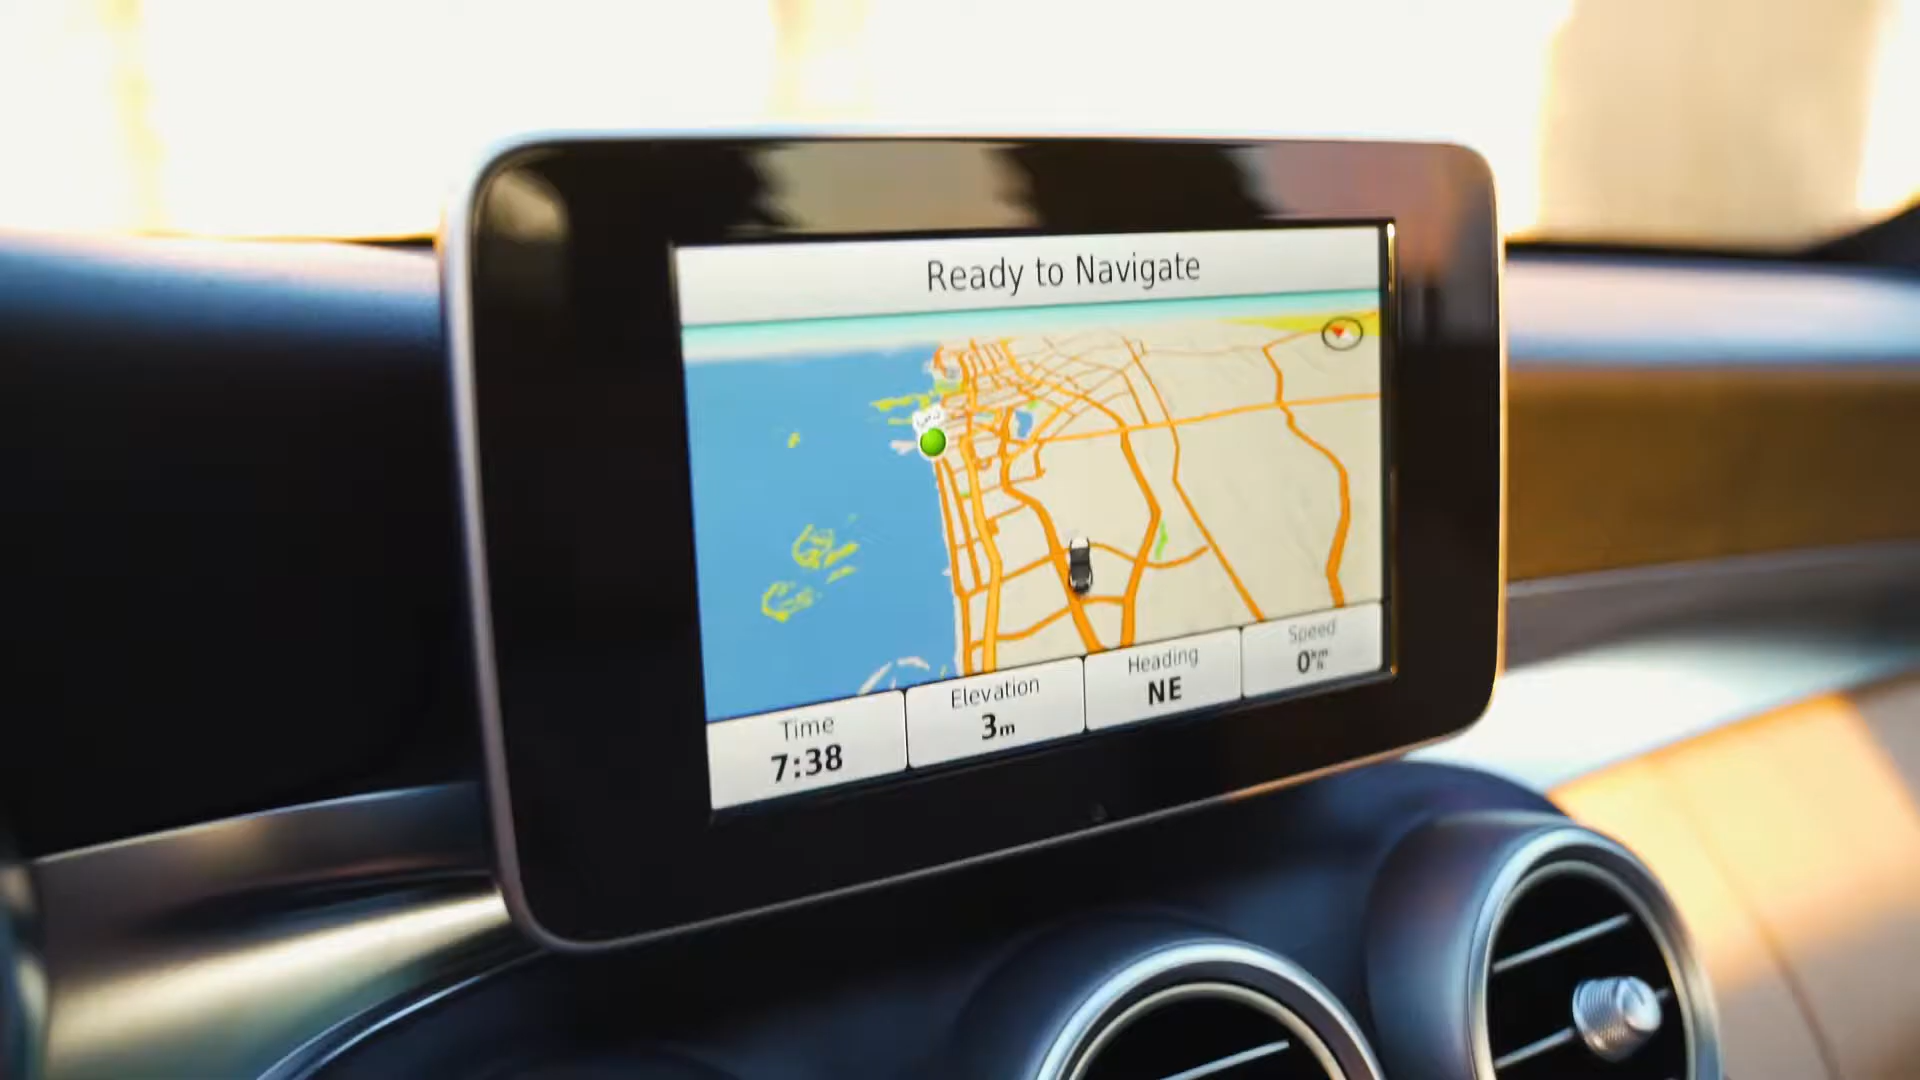 Ready to Navigate
Time
7:38
Elevation
3m
Heading
NE
Speed
0